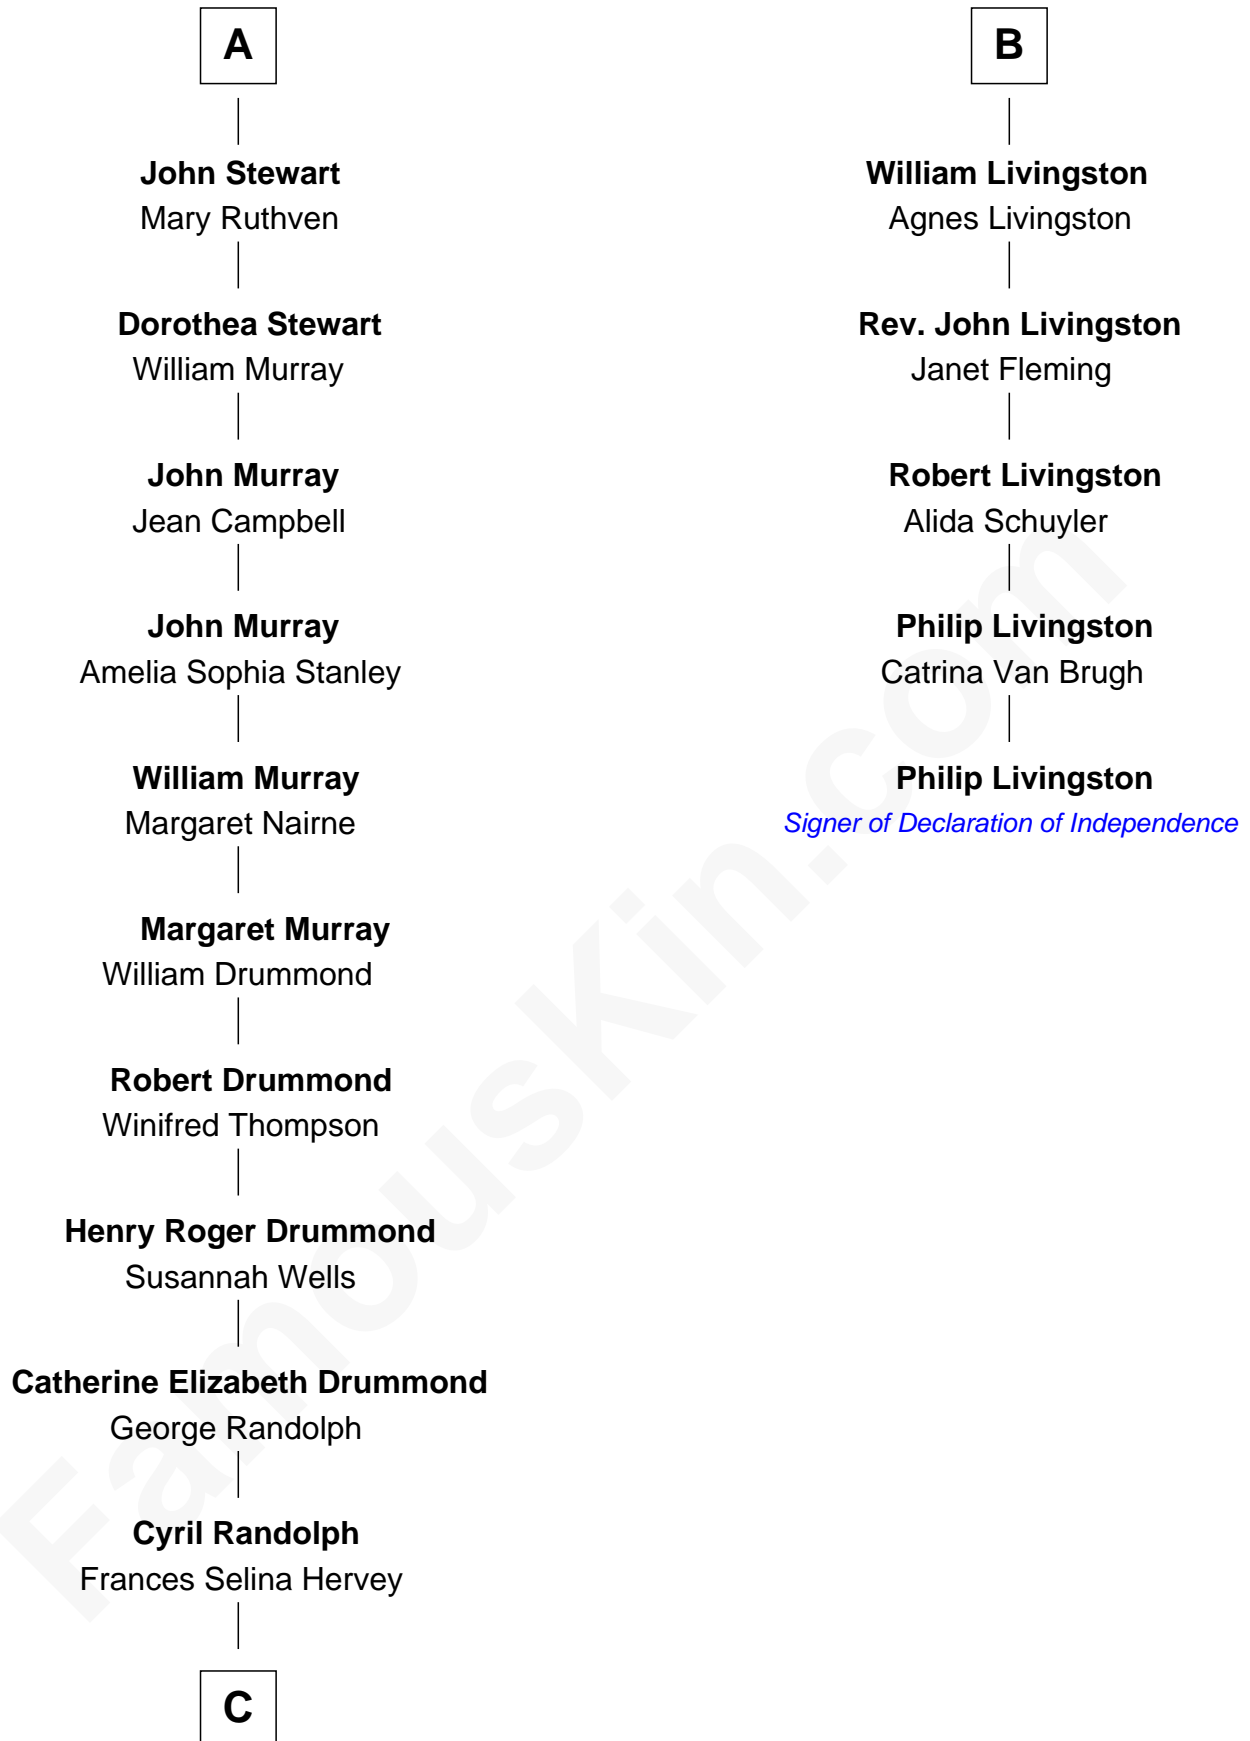 A
John Stewart
Mary Ruthven
Dorothea Stewart
William Murray
John Murray
Jean Campbell
John Murray
Amelia Sophia Stanley
William Murray
Margaret Nairne
Margaret Murray
William Drummond
Robert Drummond
Winifred Thompson
Henry Roger Drummond
Susannah Wells
Catherine Elizabeth Drummond
George Randolph
Cyril Randolph
Frances Selina Hervey
C
B
William Livingston
Agnes Livingston
Rev. John Livingston
Janet Fleming
Robert Livingston
Alida Schuyler
Philip Livingston
Catrina Van Brugh
Philip Livingston
Signer of Declaration of Independence
FamousKin.com